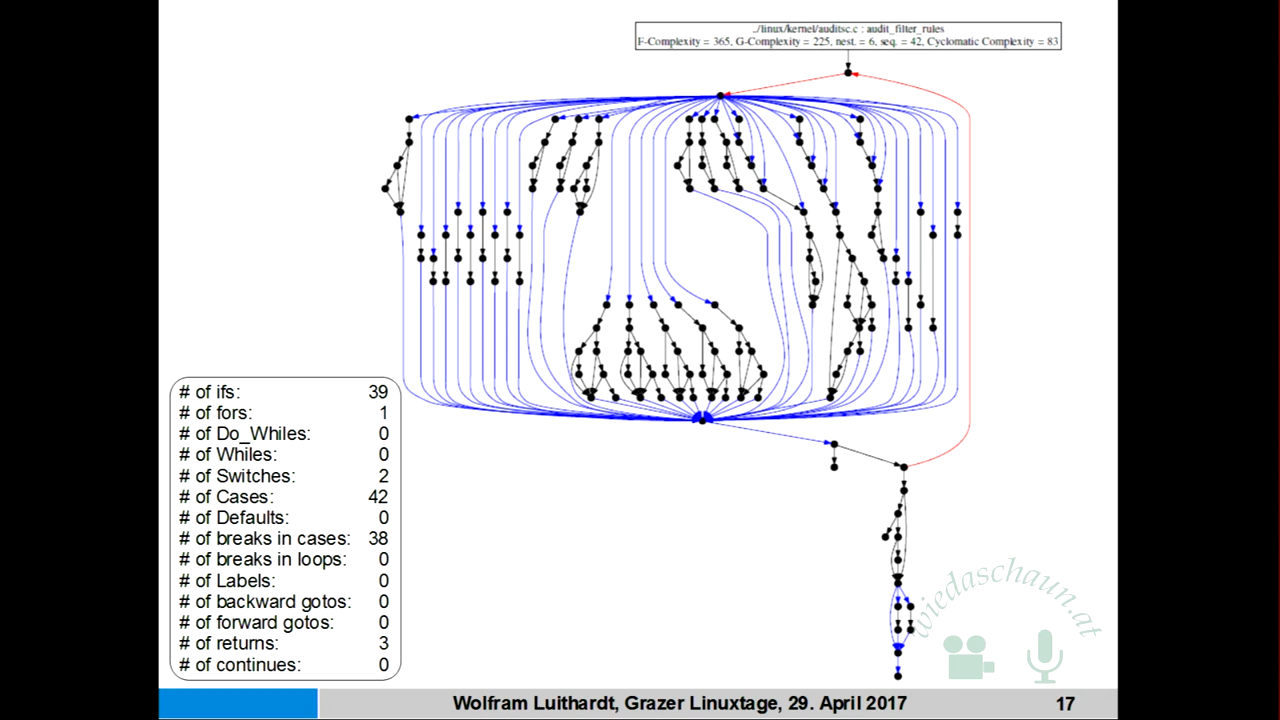 ../linux/kernel/auditsc.c : audit_filter_rules
F-Complexity = 365, G-Complexity = 225, nest. = 6, seq. = 42, Cyclomatic Complexity = 83
# of ifs: 39
# of fors: 1
# of Do_Whiles: 0
# of Whiles: 0
# of Switches: 2
# of Cases: 42
# of Defaults: 0
# of breaks in cases: 38
# of breaks in loops: 0
# of Labels: 0
# of backward gotos: 0
# of forward gotos: 0
# of returns: 3
# of continues: 0
wiedaschaun.at
Wolfram Luithardt, Grazer Linuxtage, 29. April 2017 17